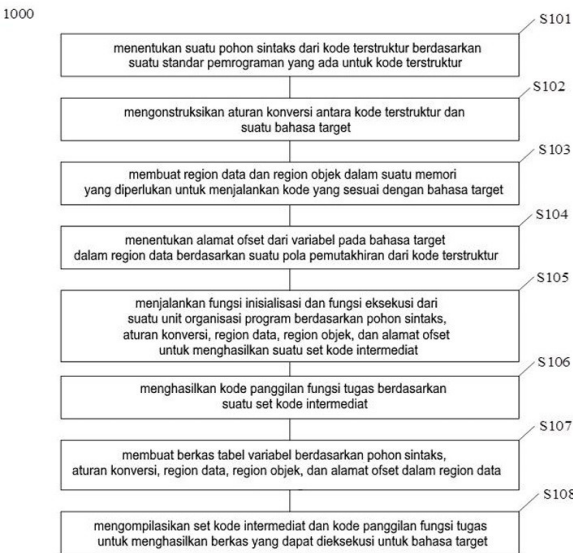 1000
S101
menentukan suatu pohon sintaks dari kode terstruktur berdasarkan
suatu standar pemrograman yang ada untuk kode terstruktur
S102
mengonstruksikan aturan konversi antara kode terstruktur dan
suatu bahasa target
S103
membuat region data dan region objek dalam suatu memori
yang diperlukan untuk menjalankan kode yang sesuai dengan bahasa target
S104
menentukan alamat ofset dari variabel pada bahasa target
dalam region data berdasarkan suatu pola pemutakhiran dari kode terstruktur
S105
menjalankan fungsi inisialisasi dan fungsi eksekusi dari
suatu unit organisasi program berdasarkan pohon sintaks,
aturan konversi, region data, region objek, dan alamat ofset
untuk menghasilkan suatu set kode intermediat
S106
menghasilkan kode panggilan fungsi tugas berdasarkan
suatu set kode intermediat
S107
membuat berkas tabel variabel berdasarkan pohon sintaks,
aturan konversi, region data, region objek, dan alamat ofset dalam region data
S108
mengompilasikan set kode intermediat dan kode panggilan fungsi tugas
untuk menghasilkan berkas yang dapat dieksekusi untuk bahasa target